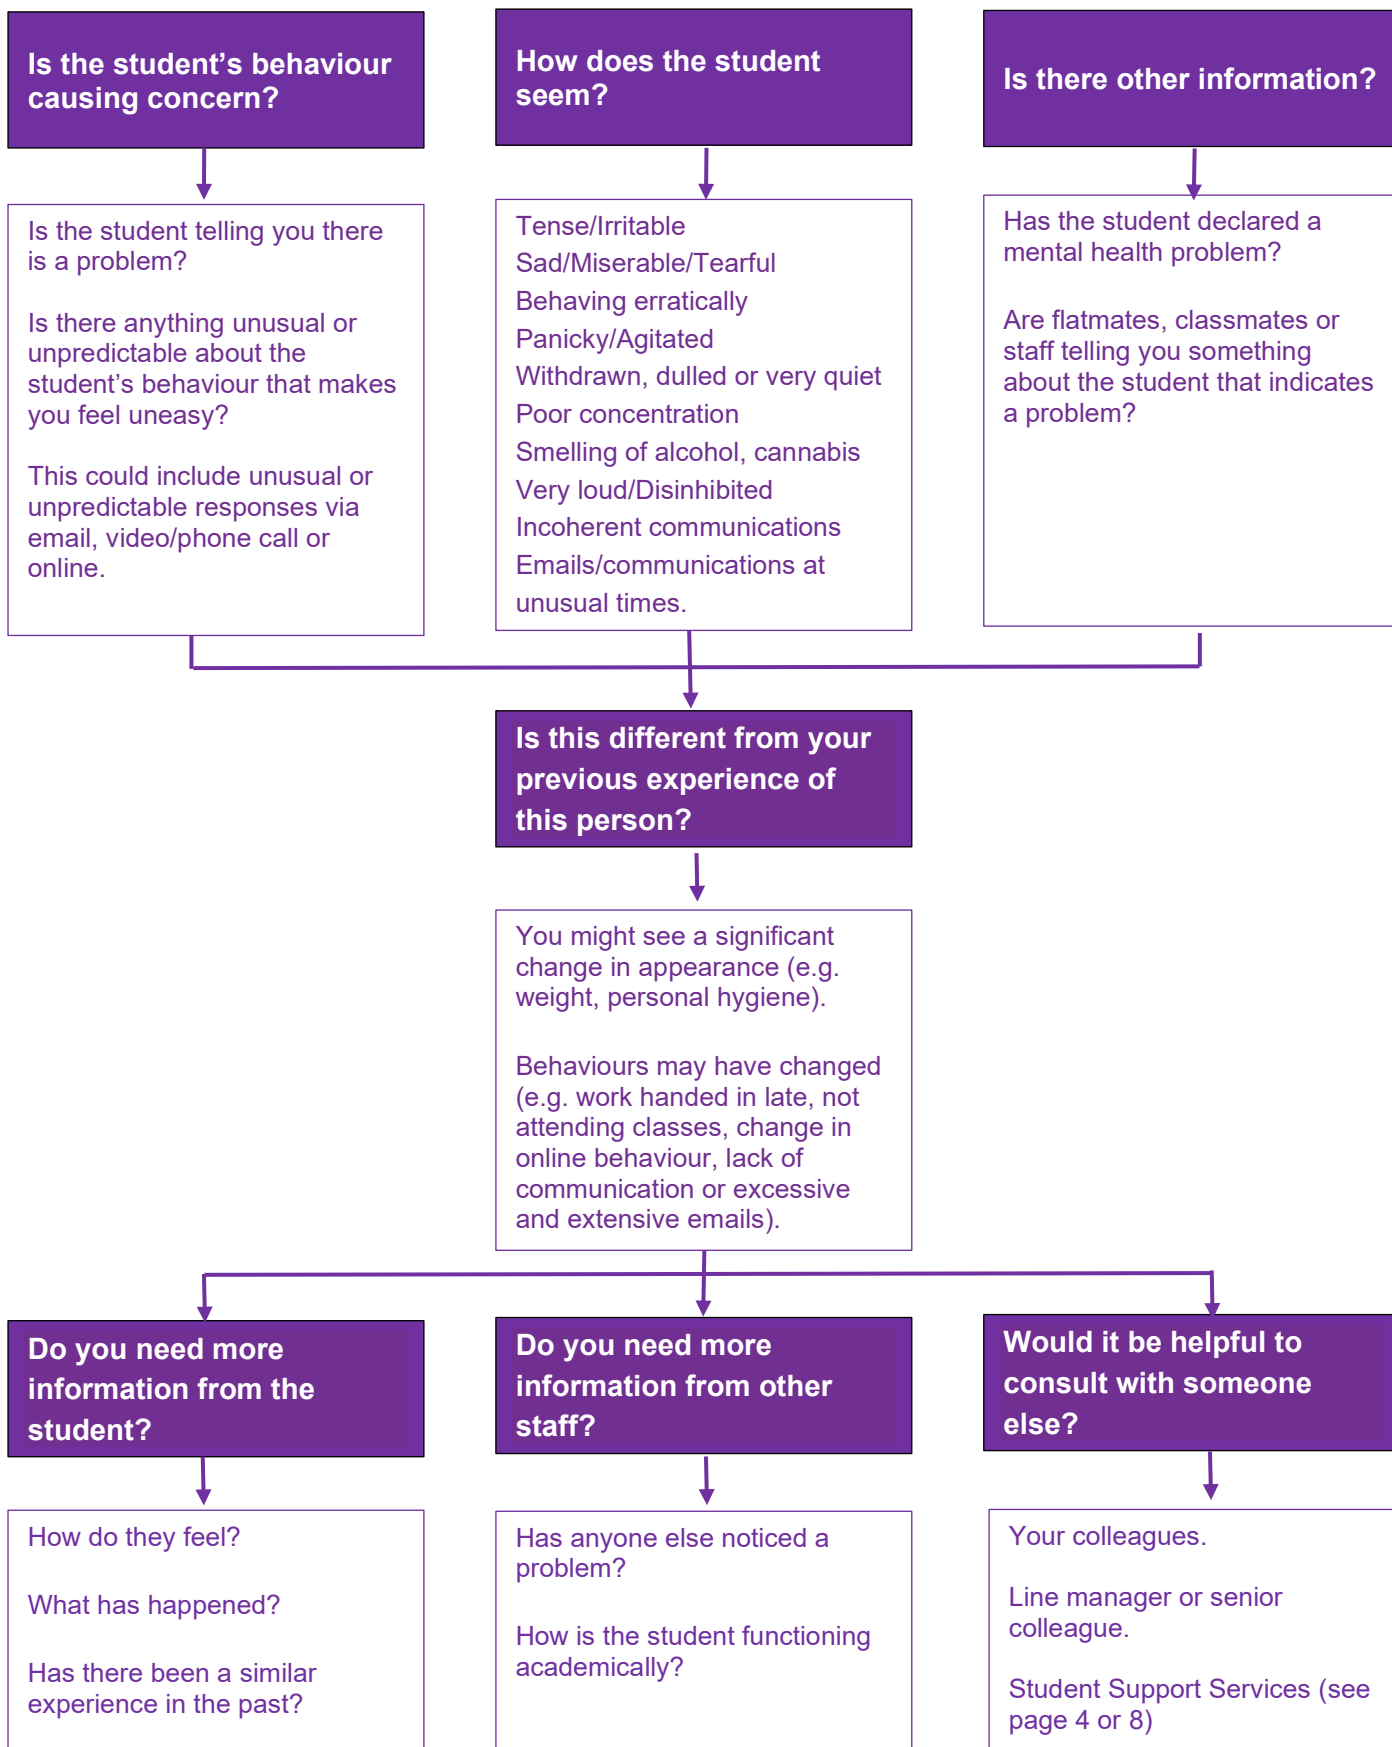 Is the student’s behaviour
causing concern?
How does the student
seem?
Is there other information?
Is the student telling you there
is a problem?
Is there anything unusual or
unpredictable about the
student’s behaviour that makes
you feel uneasy?
This could include unusual or
unpredictable responses via
email, video/phone call or
online.
Tense/Irritable
Sad/Miserable/Tearful
Behaving erratically
Panicky/Agitated
Withdrawn, dulled or very quiet
Poor concentration
Smelling of alcohol, cannabis
Very loud/Disinhibited
Incoherent communications
Emails/communications at
unusual times.
Has the student declared a
mental health problem?
Are flatmates, classmates or
staff telling you something
about the student that indicates
a problem?
Is this different from your
previous experience of
this person?
You might see a significant
change in appearance (e.g.
weight, personal hygiene).
Behaviours may have changed
(e.g. work handed in late, not
attending classes, change in
online behaviour, lack of
communication or excessive
and extensive emails).
Do you need more
information from the
student?
Do you need more
information from other
staff?
Would it be helpful to
consult with someone
else?
How do they feel?
What has happened?
Has there been a similar
experience in the past?
Has anyone else noticed a
problem?
How is the student functioning
academically?
Your colleagues.
Line manager or senior
colleague.
Student Support Services (see
page 4 or 8)